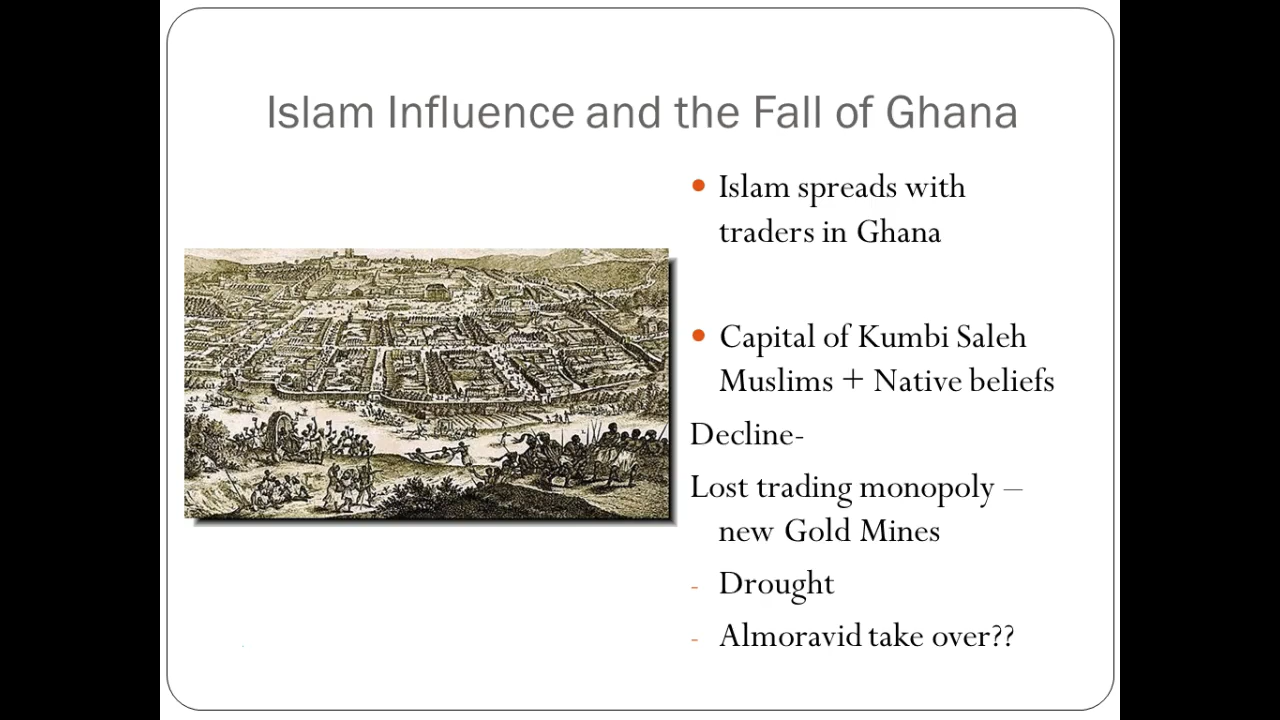 Islam Influence and the Fall of Ghana
• Islam spreads with
traders in Ghana
• Capital of Kumbi Saleh
Muslims + Native beliefs
Decline-
Lost trading monopoly –
new Gold Mines
- Drought
- Almoravid take over??